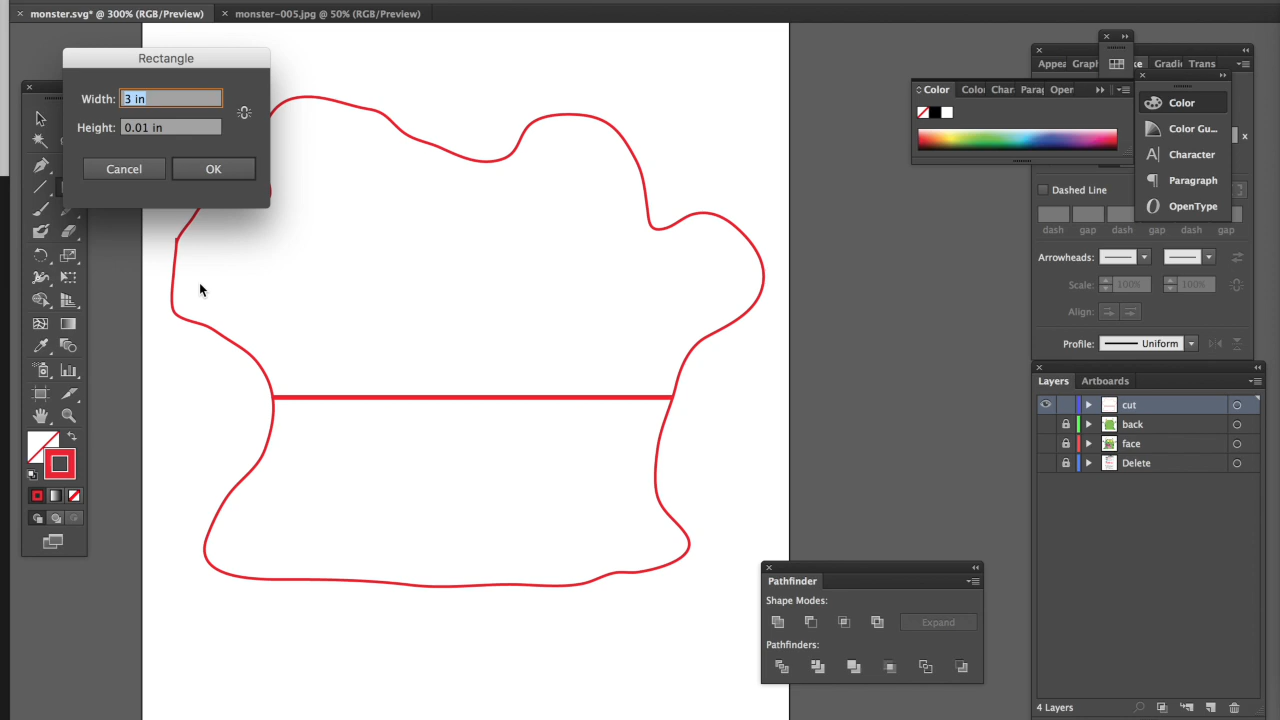 monster.svg* @ 300% (RGB/Preview)
monster-005.jpg @ 50% (RGB/Preview)
Rectangle
Width: 3 in
Height: 0.01 in
Cancel
OK
Appea
ke
Gradi
Trans
Color
Colo
Char
Parag
Open
Color
Color Gu...
Character
Paragraph
OpenType
x
Dashed Line
dash gap dash gap dash gap
Arrowheads:
Scale: 100% 100%
Align:
Profile: Uniform
Layers Artboards
cut
back
face
Delete
Pathfinder
Shape Modes:
Expand
Pathfinders:
4 Layers